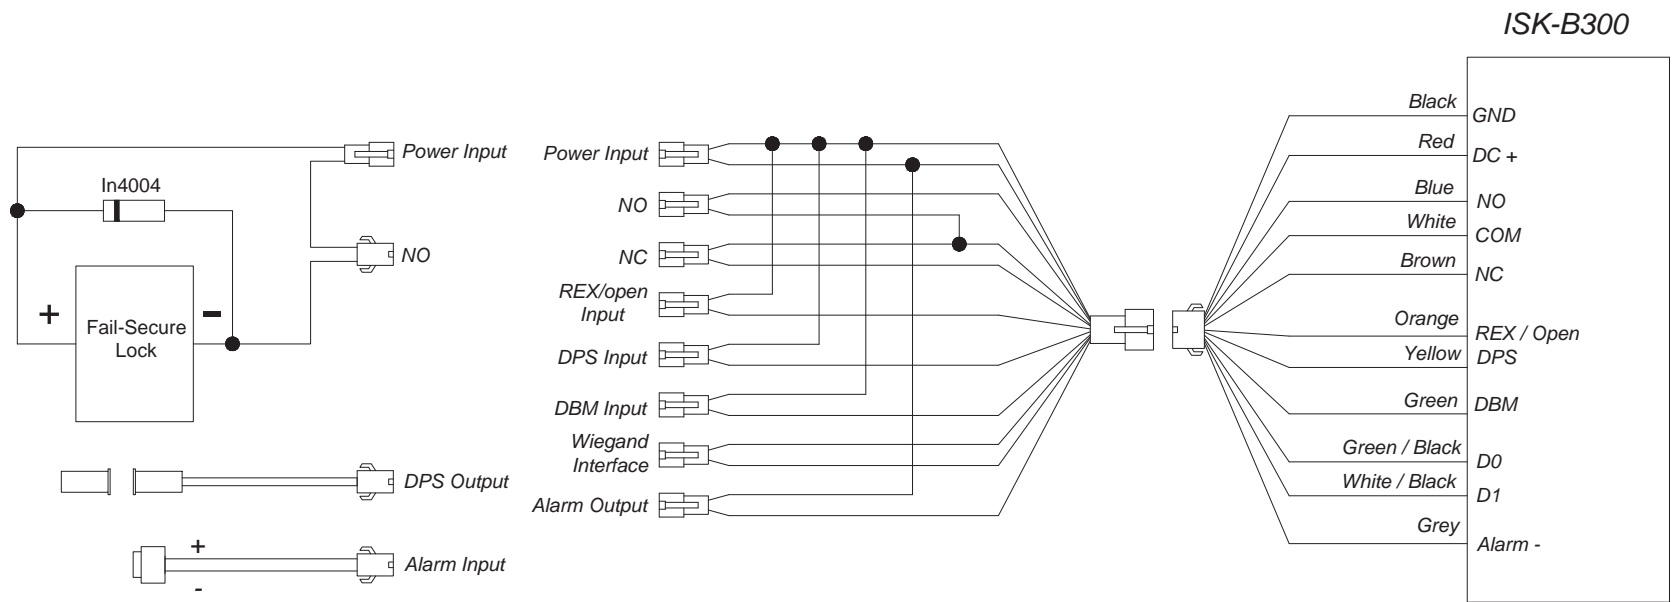 ISK-B300
Power Input
In4004
NO
+
-
Fail-Secure
Lock
DPS Output
+
-
Alarm Input
Power Input
NO
NC
REX/open
Input
DPS Input
DBM Input
Wiegand
Interface
Alarm Output
Black
GND
Red
DC +
Blue
NO
White
COM
Brown
NC
Orange
REX / Open
Yellow
DPS
Green
DBM
Green / Black
D0
White / Black
D1
Grey
Alarm -